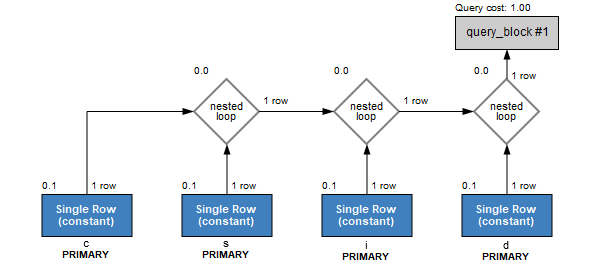 Query cost: 1.00
query_block #1
0.0 0.0 0.0 1 row
nested loop 1 row nested loop 1 row nested loop
0.1 1 row 0.1 1 row 0.1 1 row 0.1 1 row
Single Row (constant) Single Row (constant) Single Row (constant) Single Row (constant)
c s i d
PRIMARY PRIMARY PRIMARY PRIMARY